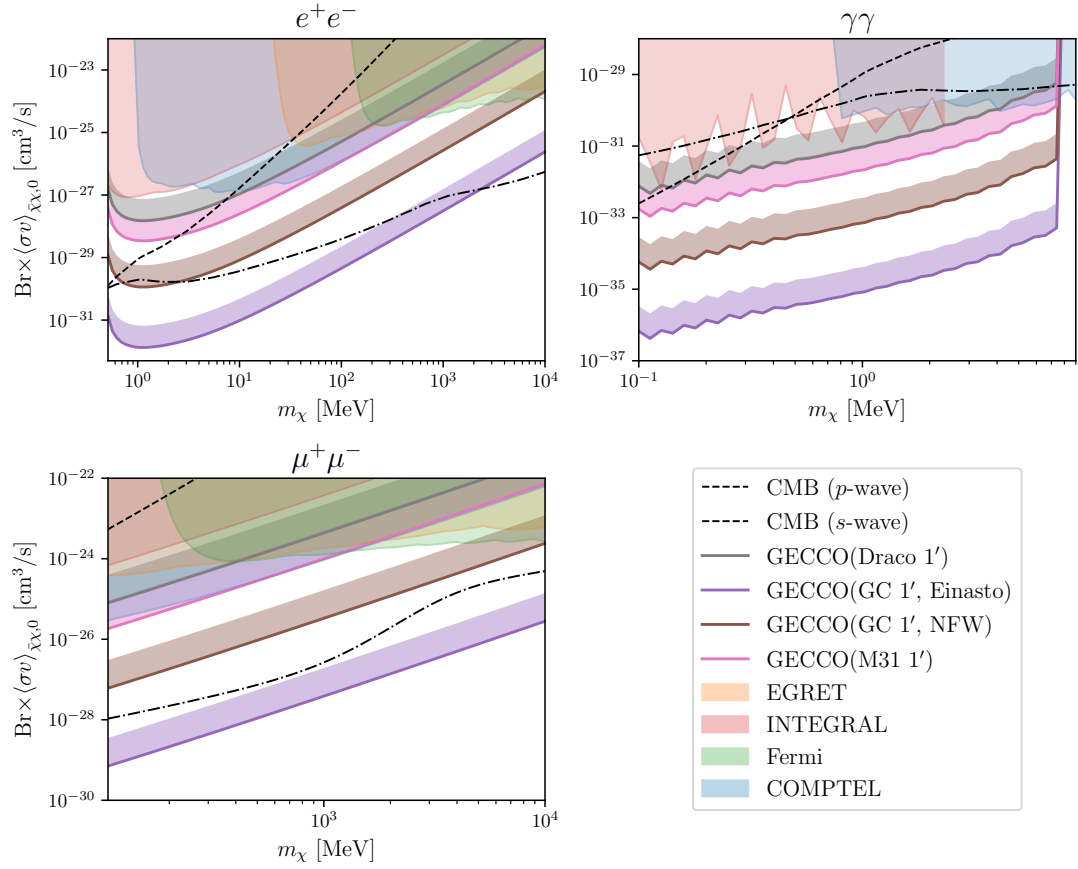 e⁺e⁻
γγ
10⁻²³
10⁻²⁵
10⁻²⁷
10⁻²⁹
10⁻³¹
Br×⟨σv⟩χ̄χ,0 [cm³/s]
10⁰
10¹
10²
10³
10⁴
mχ [MeV]
10⁻²⁹
10⁻³¹
10⁻³³
10⁻³⁵
10⁻³⁷
10⁻¹
10⁰
mχ [MeV]
μ⁺μ⁻
10⁻²²
10⁻²⁴
10⁻²⁶
10⁻²⁸
10⁻³⁰
Br×⟨σv⟩χ̄χ,0 [cm³/s]
10³
10⁴
mχ [MeV]
CMB (p-wave)
CMB (s-wave)
GECCO(Draco 1′)
GECCO(GC 1′, Einasto)
GECCO(GC 1′, NFW)
GECCO(M31 1′)
EGRET
INTEGRAL
Fermi
COMPTEL